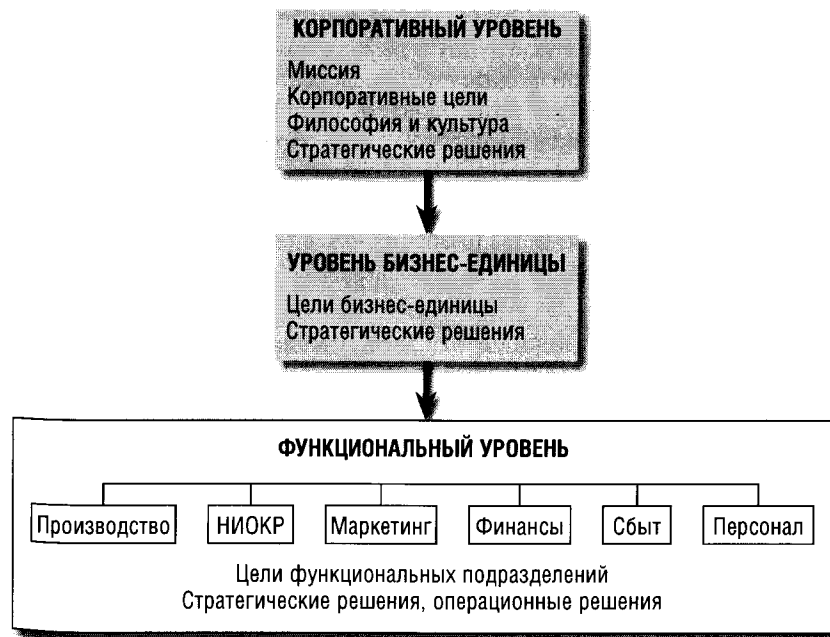 КОРПОРАТИВНЫЙ УРОВЕНЬ
Миссия
Корпоративные цели
Философия и культура
Стратегические решения
УРОВЕНЬ БИЗНЕС-ЕДИНИЦЫ
Цели бизнес-единицы
Стратегические решения
ФУНКЦИОНАЛЬНЫЙ УРОВЕНЬ
Производство НИОКР Маркетинг Финансы Сбыт Персонал
Цели функциональных подразделений
Стратегические решения, операционные решения